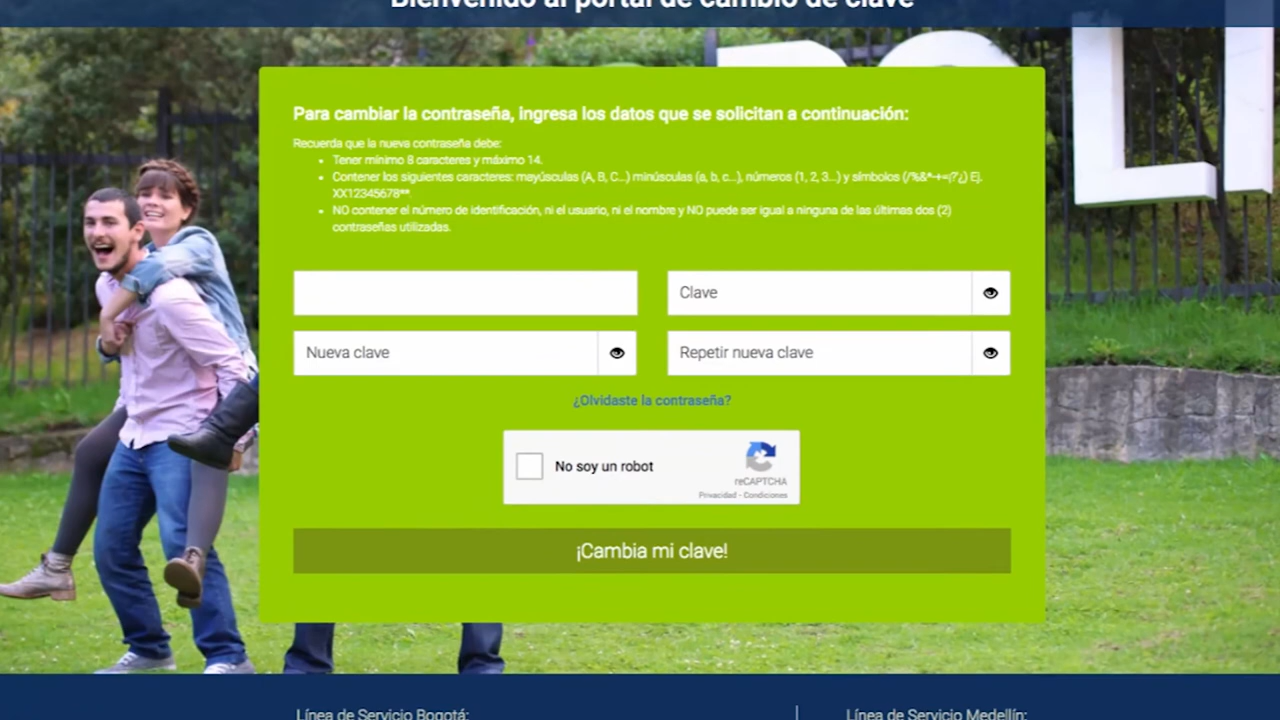 Bienvenido al portal de cambio de clave
Para cambiar la contraseña, ingresa los datos que se solicitan a continuación:
Recuerda que la nueva contraseña debe:
• Tener mínimo 8 caracteres y máximo 14.
• Contener los siguientes caracteres: mayúsculas (A, B, C...) minúsculas (a, b, c...), números (1, 2, 3...) y símbolos (/%&*-+=¡?¿) Ej.
XX12345678**.
• NO contener el número de identificación, ni el usuario, ni el nombre y NO puede ser igual a ninguna de las últimas dos (2)
contraseñas utilizadas.
Clave
Nueva clave
Repetir nueva clave
¿Olvidaste la contraseña?
No soy un robot
reCAPTCHA
Privacidad - Condiciones
¡Cambia mi clave!
Línea de Servicio Bogotá:
Línea de Servicio Medellín: